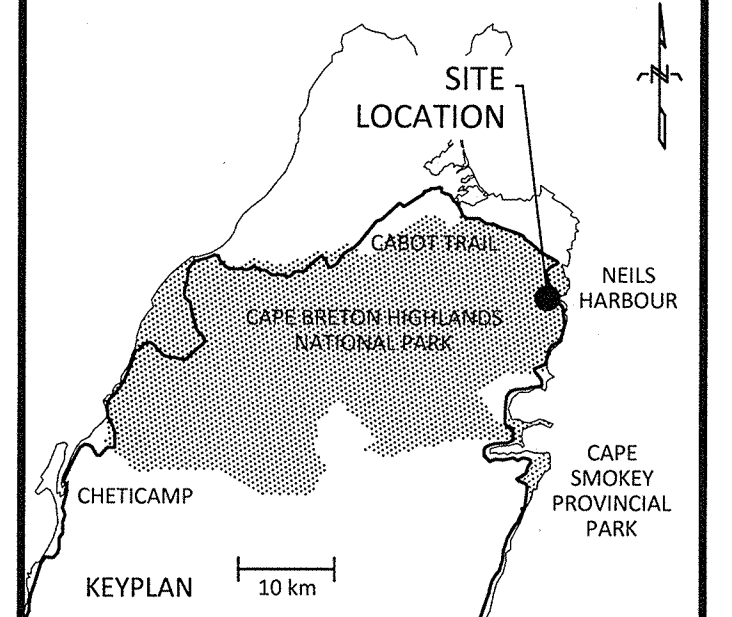 N
SITE
LOCATION
CABOT TRAIL
NEILS
HARBOUR
CAPE BRETON HIGHLANDS
NATIONAL PARK
CAPE
SMOKEY
PROVINCIAL
PARK
CHETICAMP
KEYPLAN
10 km